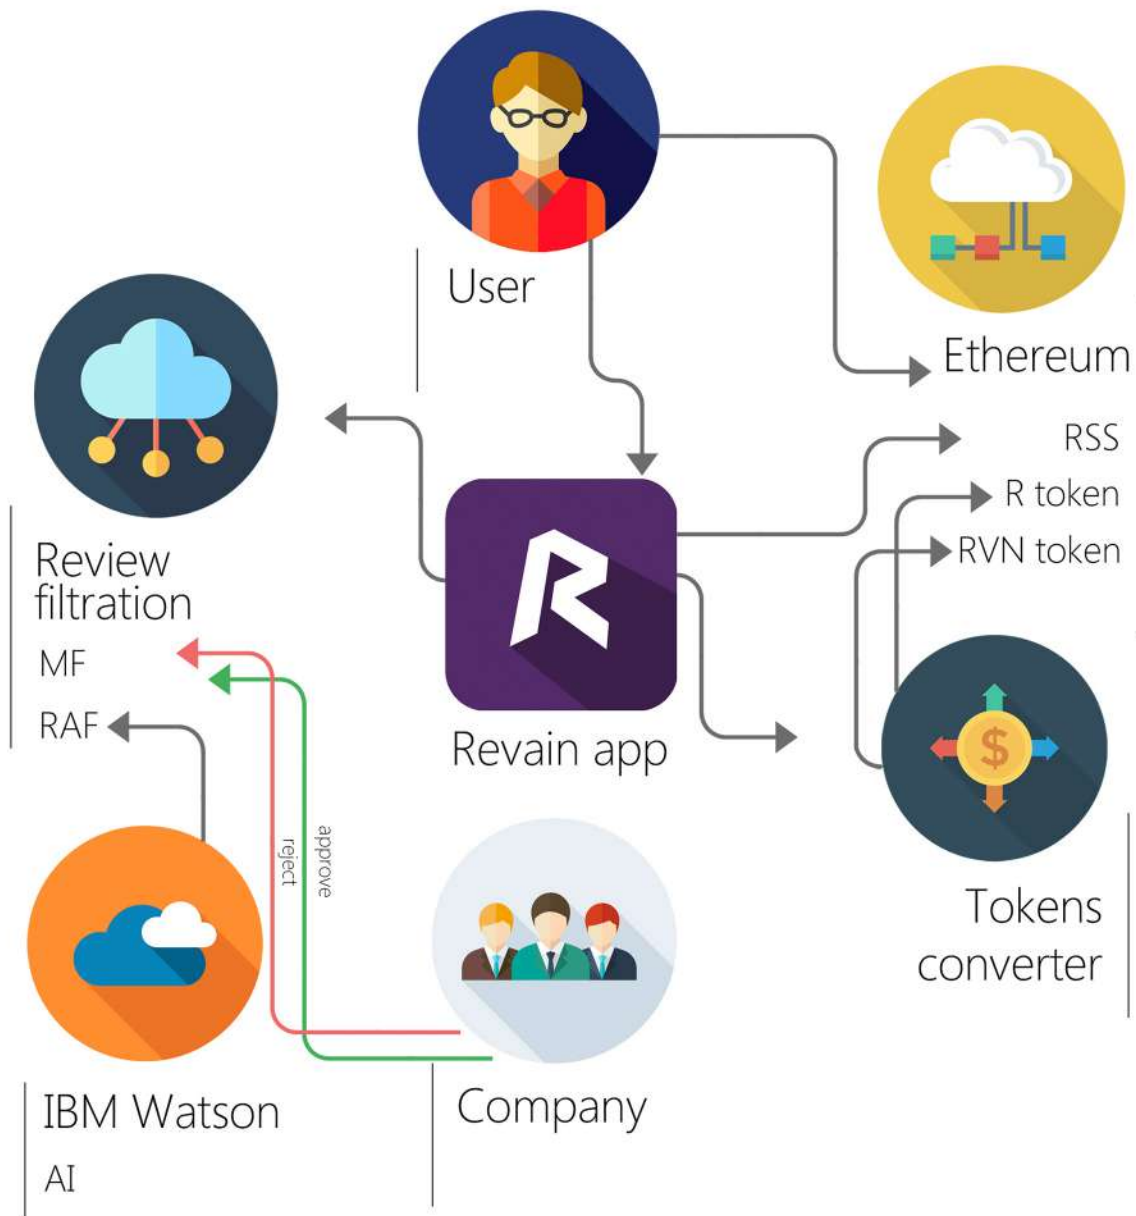 User
Ethereum
RSS
R token
RVN token
Review
filtration
MF
RAF
Revain app
approve
reject
Tokens
converter
IBM Watson
AI
Company